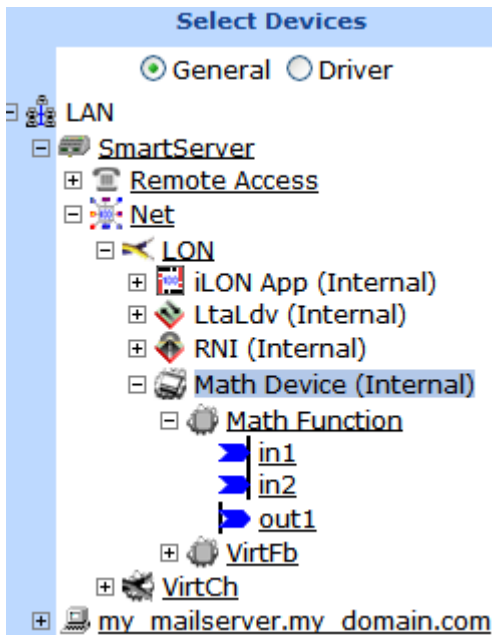 Select Devices
General Driver
LAN
SmartServer
Remote Access
Net
LON
iLON App (Internal)
LtaLdv (Internal)
RNI (Internal)
Math Device (Internal)
Math Function
in1
in2
out1
VirtFb
VirtCh
my_mailserver.my_domain.com